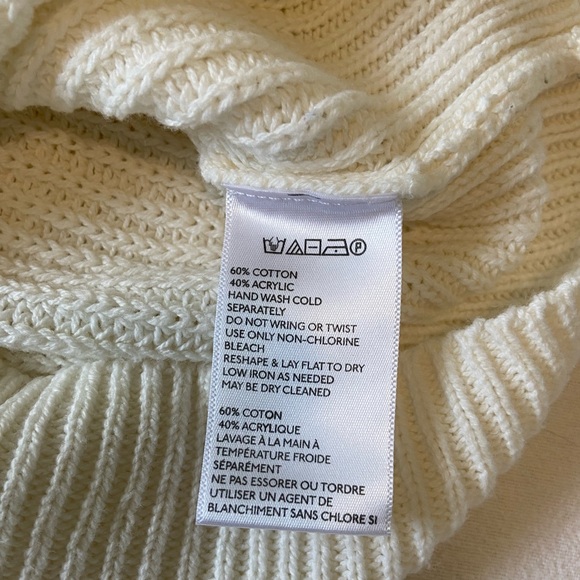 P
60% COTTON
40% ACRYLIC
HAND WASH COLD
SEPARATELY
DO NOT WRING OR TWIST
USE ONLY NON-CHLORINE
BLEACH
RESHAPE & LAY FLAT TO DRY
LOW IRON AS NEEDED
MAY BE DRY CLEANED
60% COTON
40% ACRYLIQUE
LAVAGE À LA MAIN À
TEMPÉRATURE FROIDE
SÉPARÉMENT
NE PAS ESSORER OU TORDRE
UTILISER UN AGENT DE
BLANCHIMENT SANS CHLORE SI